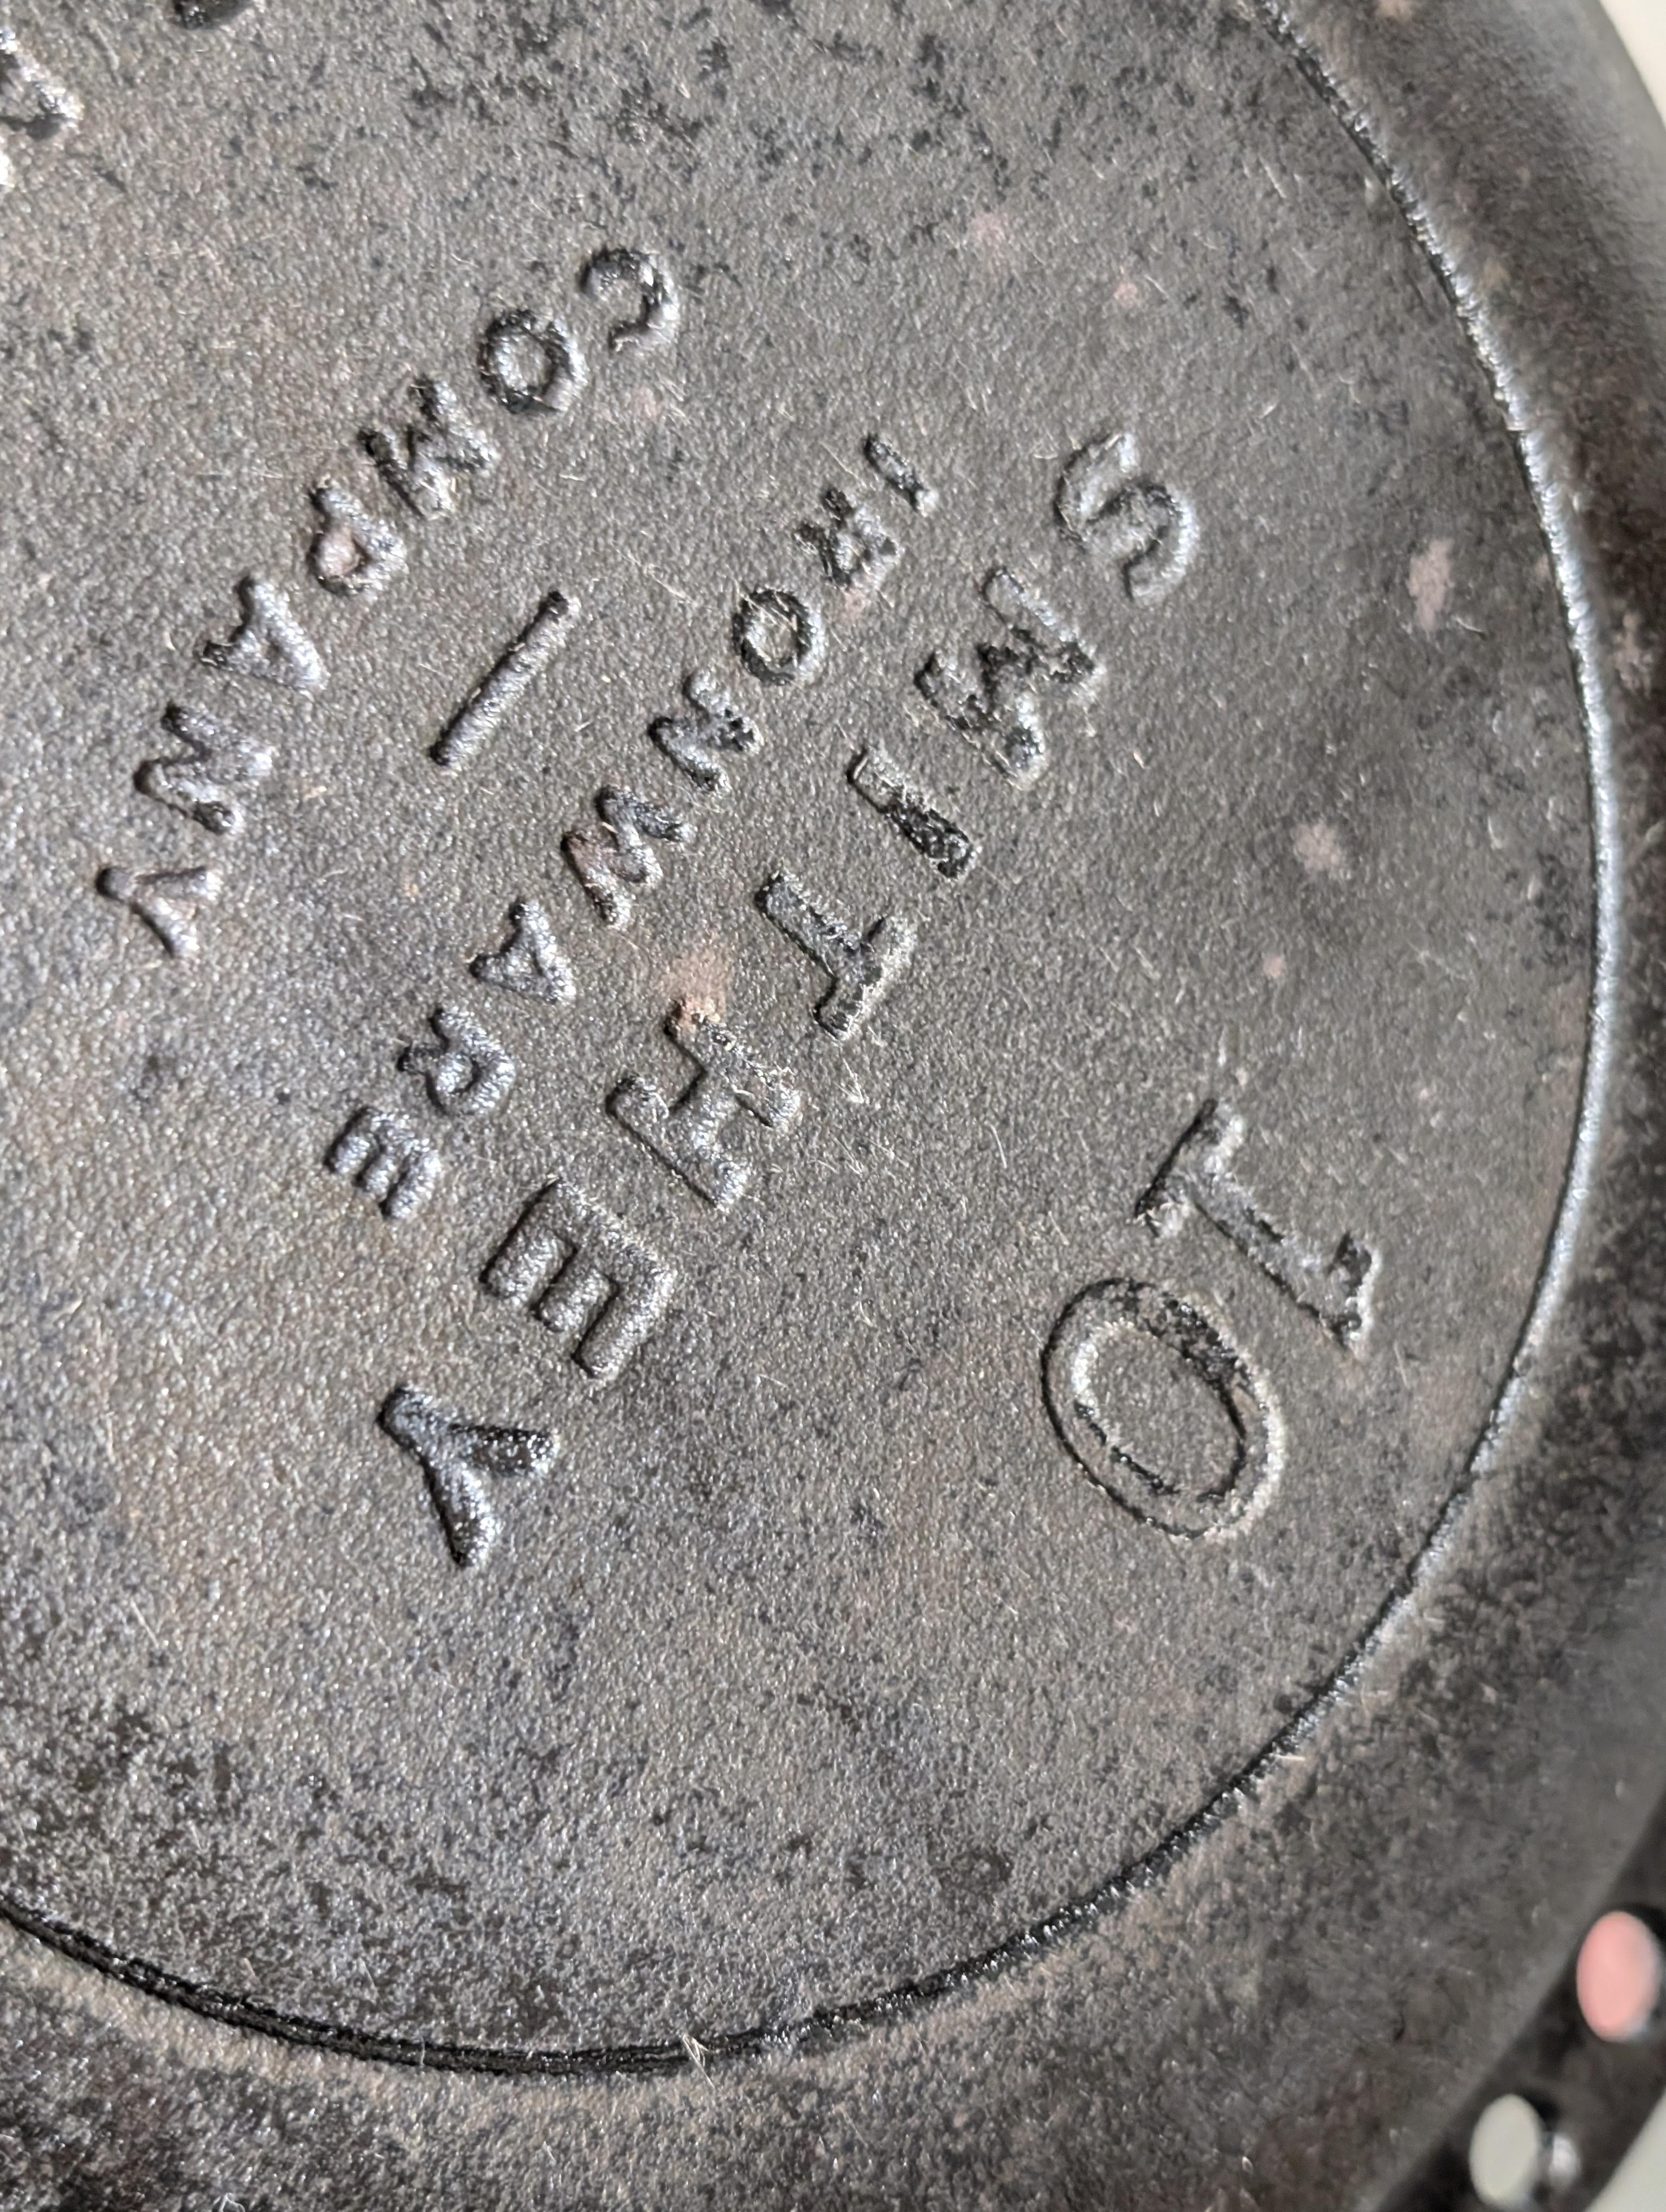 10
SMITHEY
IRONWARE
COMPANY